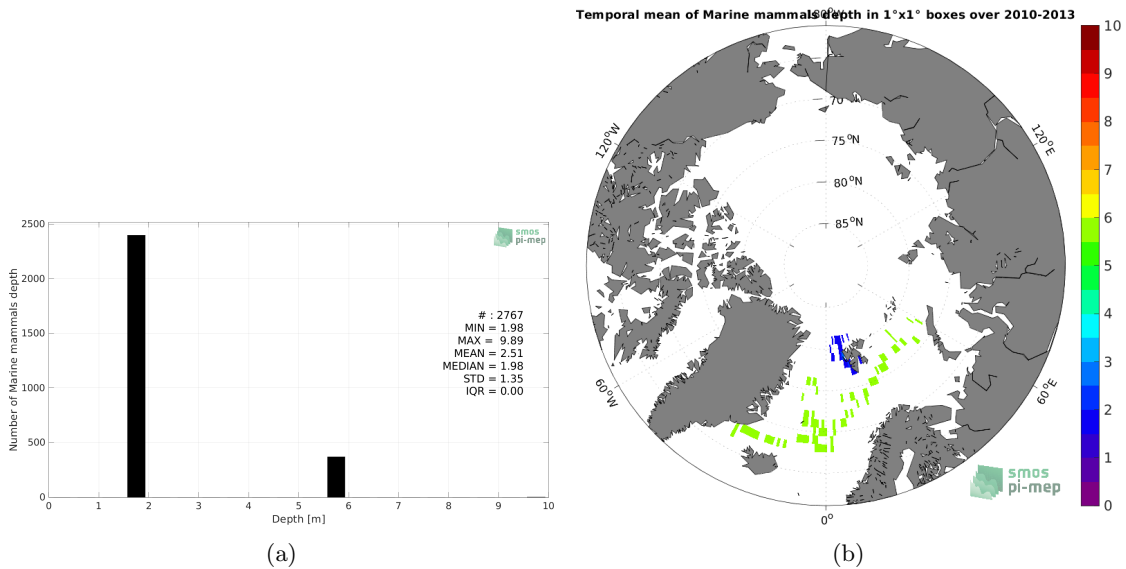 2500
2000
1500
1000
500
0
Number of Marine mammals depth
smos
pi-mep
# : 2767
MIN = 1.98
MAX = 9.89
MEAN = 2.51
MEDIAN = 1.98
STD = 1.35
IQR = 0.00
0 1 2 3 4 5 6 7 8 9 10
Depth [m]
(a)
Temporal mean of Marine mammals depth in 1°x1° boxes over 2010-2013
180°W
70°N
75°N
80°N
85°N
120°W
120°E
60°W
60°E
0°
smos
pi-mep
10
9
8
7
6
5
4
3
2
1
0
(b)